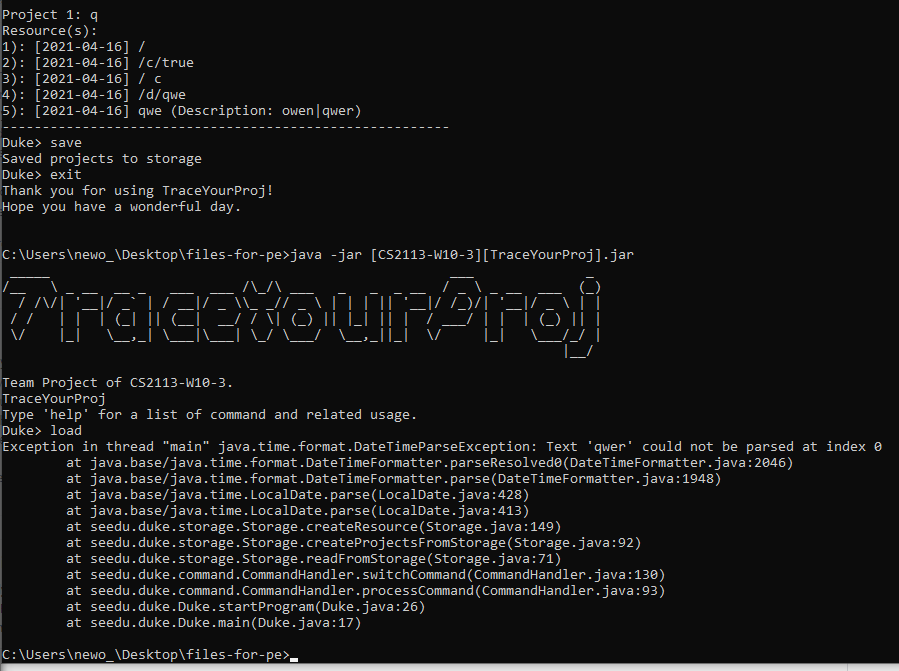 Project 1: q
Resource(s):
1): [2021-04-16] /
2): [2021-04-16] /c/true
3): [2021-04-16] / c
4): [2021-04-16] /d/qwe
5): [2021-04-16] qwe (Description: owen|qwer)
--------------------------------------------------------
Duke> save
Saved projects to storage
Duke> exit
Thank you for using TraceYourProj!
Hope you have a wonderful day.
C:\Users\newo_\Desktop\files-for-pe>java -jar [CS2113-W10-3][TraceYourProj].jar
TraceYourProj
Team Project of CS2113-W10-3.
TraceYourProj
Type 'help' for a list of command and related usage.
Duke> load
Exception in thread "main" java.time.format.DateTimeParseException: Text 'qwer' could not be parsed at index 0
at java.base/java.time.format.DateTimeFormatter.parseResolved0(DateTimeFormatter.java:2046)
at java.base/java.time.format.DateTimeFormatter.parse(DateTimeFormatter.java:1948)
at java.base/java.time.LocalDate.parse(LocalDate.java:428)
at java.base/java.time.LocalDate.parse(LocalDate.java:413)
at seedu.duke.storage.Storage.createResource(Storage.java:149)
at seedu.duke.storage.Storage.createProjectsFromStorage(Storage.java:92)
at seedu.duke.storage.Storage.readFromStorage(Storage.java:71)
at seedu.duke.command.CommandHandler.switchCommand(CommandHandler.java:130)
at seedu.duke.command.CommandHandler.processCommand(CommandHandler.java:93)
at seedu.duke.Duke.startProgram(Duke.java:26)
at seedu.duke.Duke.main(Duke.java:17)
C:\Users\newo_\Desktop\files-for-pe>